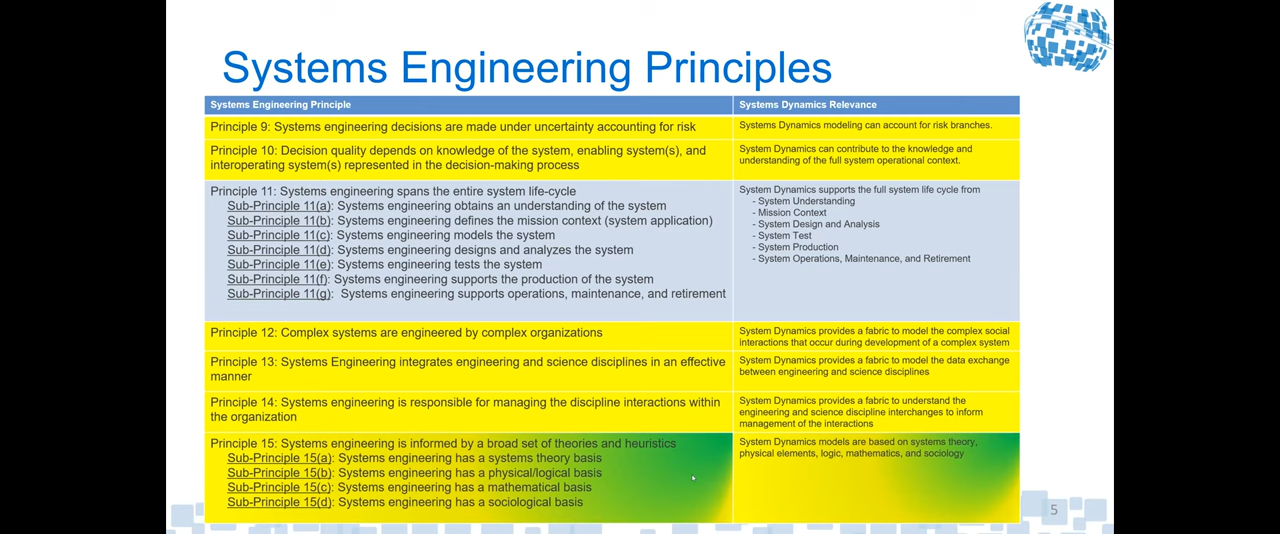 Systems Engineering Principles
Systems Engineering Principle
Systems Dynamics Relevance
Principle 9: Systems engineering decisions are made under uncertainty accounting for risk
Systems Dynamics modeling can account for risk branches.
Principle 10: Decision quality depends on knowledge of the system, enabling system(s), and
interoperating system(s) represented in the decision-making process
System Dynamics can contribute to the knowledge and
understanding of the full system operational context.
Principle 11: Systems engineering spans the entire system life-cycle
Sub-Principle 11(a): Systems engineering obtains an understanding of the system
Sub-Principle 11(b): Systems engineering defines the mission context (system application)
Sub-Principle 11(c): Systems engineering models the system
Sub-Principle 11(d): Systems engineering designs and analyzes the system
Sub-Principle 11(e): Systems engineering tests the system
Sub-Principle 11(f): Systems engineering supports the production of the system
Sub-Principle 11(g): Systems engineering supports operations, maintenance, and retirement
System Dynamics supports the full system life cycle from
- System Understanding
- Mission Context
- System Design and Analysis
- System Test
- System Production
- System Operations, Maintenance, and Retirement
Principle 12: Complex systems are engineered by complex organizations
System Dynamics provides a fabric to model the complex social
interactions that occur during development of a complex system
Principle 13: Systems Engineering integrates engineering and science disciplines in an effective
manner
System Dynamics provides a fabric to model the data exchange
between engineering and science disciplines
Principle 14: Systems engineering is responsible for managing the discipline interactions within
the organization
System Dynamics provides a fabric to understand the
engineering and science discipline interchanges to inform
management of the interactions
Principle 15: Systems engineering is informed by a broad set of theories and heuristics
Sub-Principle 15(a): Systems engineering has a systems theory basis
Sub-Principle 15(b): Systems engineering has a physical/logical basis
Sub-Principle 15(c): Systems engineering has a mathematical basis
Sub-Principle 15(d): Systems engineering has a sociological basis
System Dynamics models are based on systems theory,
physical elements, logic, mathematics, and sociology
5